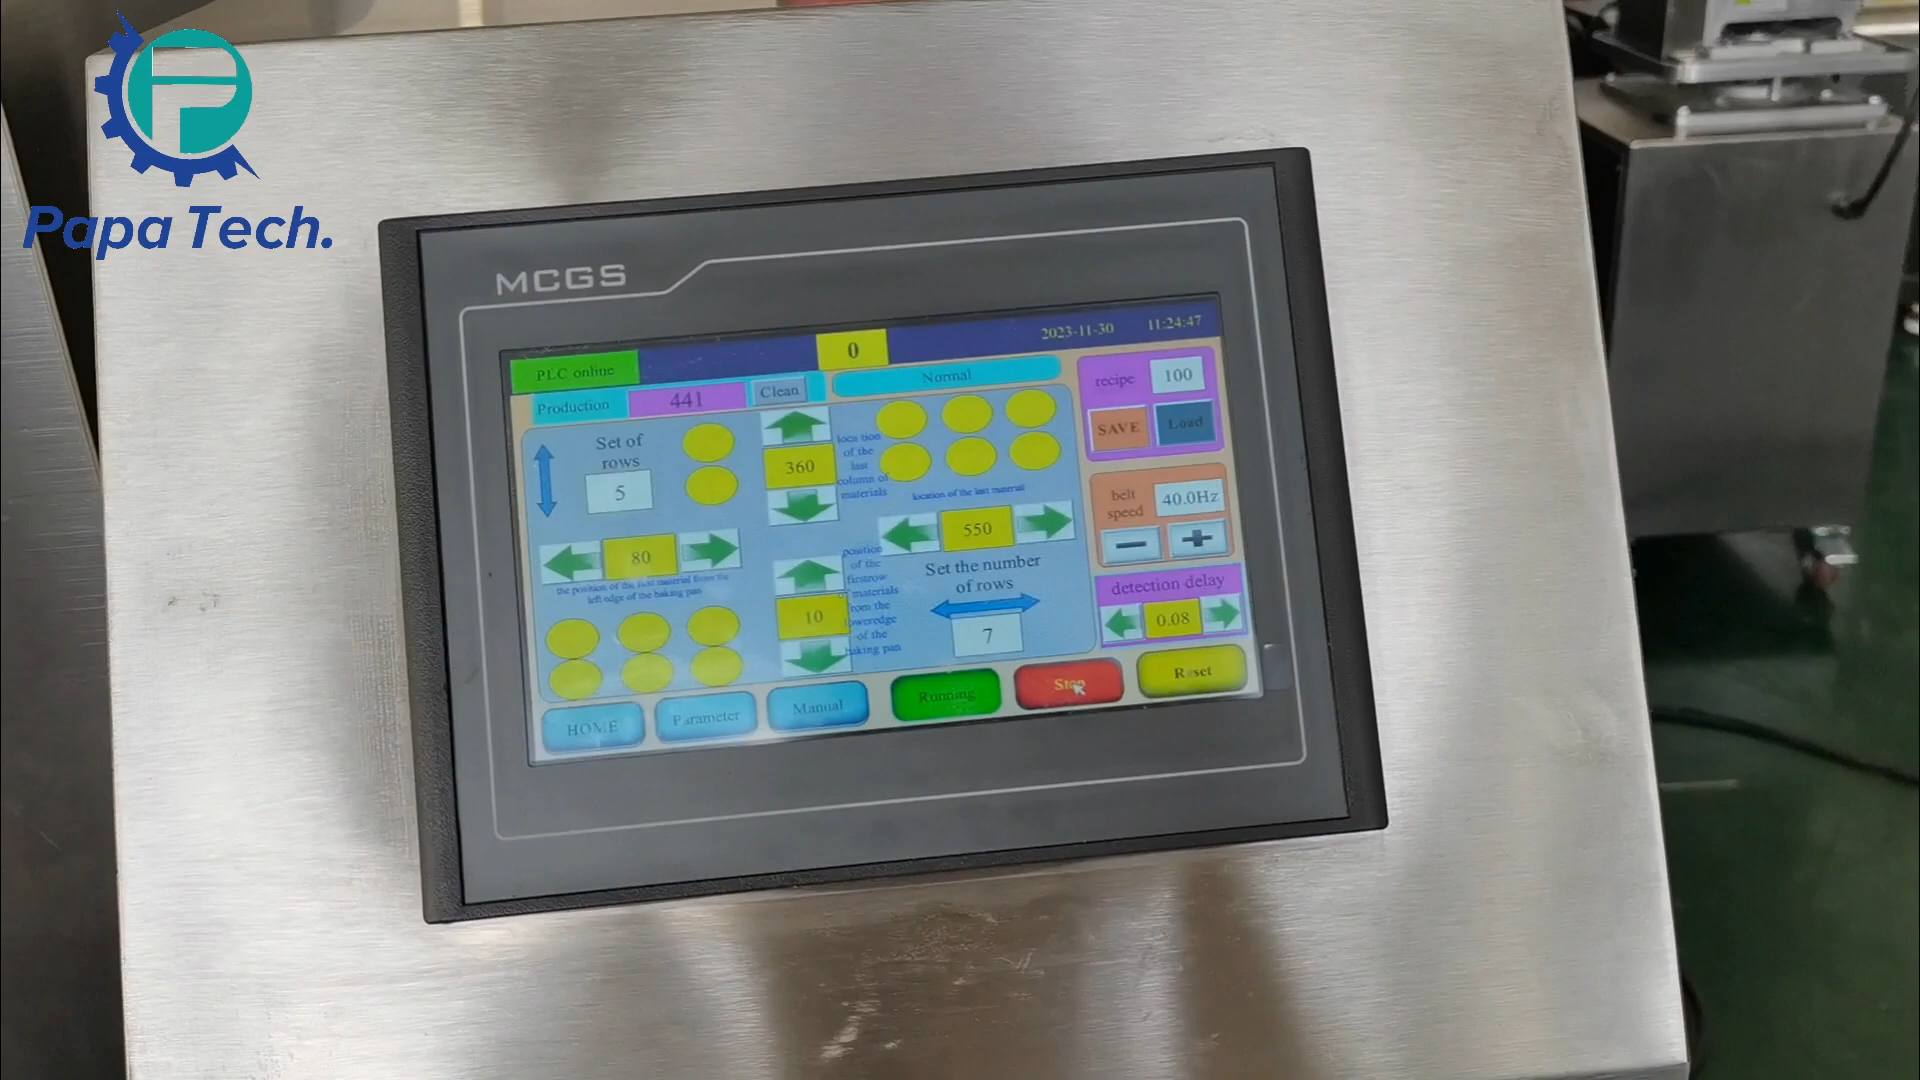 Papa Tech.
MCGS
PLC online
0
2023-11-30
11:24:47
Production
441
Clean
Normal
recipe
100
SAVE
Load
Set of
rows
5
360
location
of the
last
column of
materials
location of the last material
belt
speed
40.0Hz
80
550
the position of the last material from the
left edge of the baking pan
position
of the
firstrow
materials
from the
loweredge
of the
baking pan
10
Set the number
of rows
7
detection delay
0.08
HOME
Parameter
Manual
Running
Stop
Reset